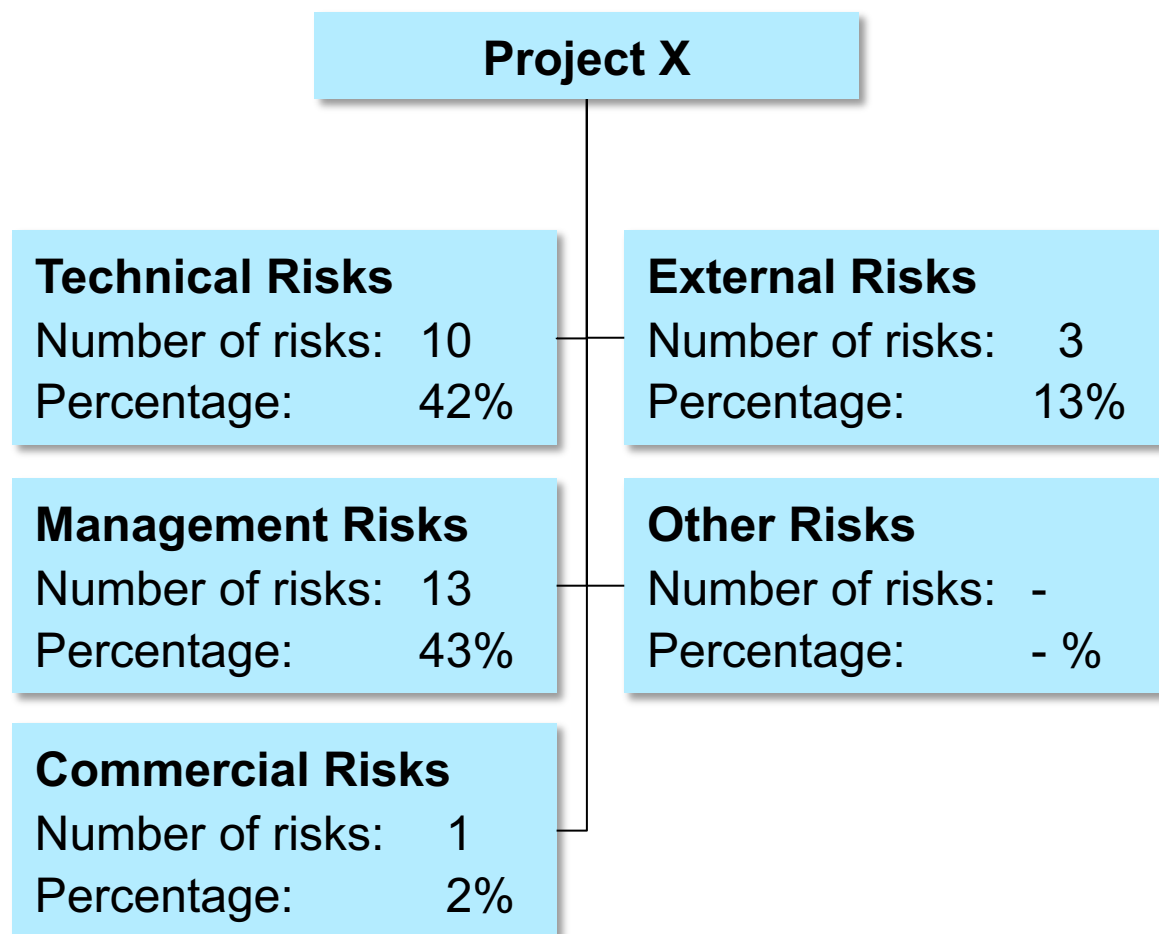 Project X
Technical Risks
Number of risks: 10
Percentage: 42%
External Risks
Number of risks: 3
Percentage: 13%
Management Risks
Number of risks: 13
Percentage: 43%
Other Risks
Number of risks: -
Percentage: - %
Commercial Risks
Number of risks: 1
Percentage: 2%